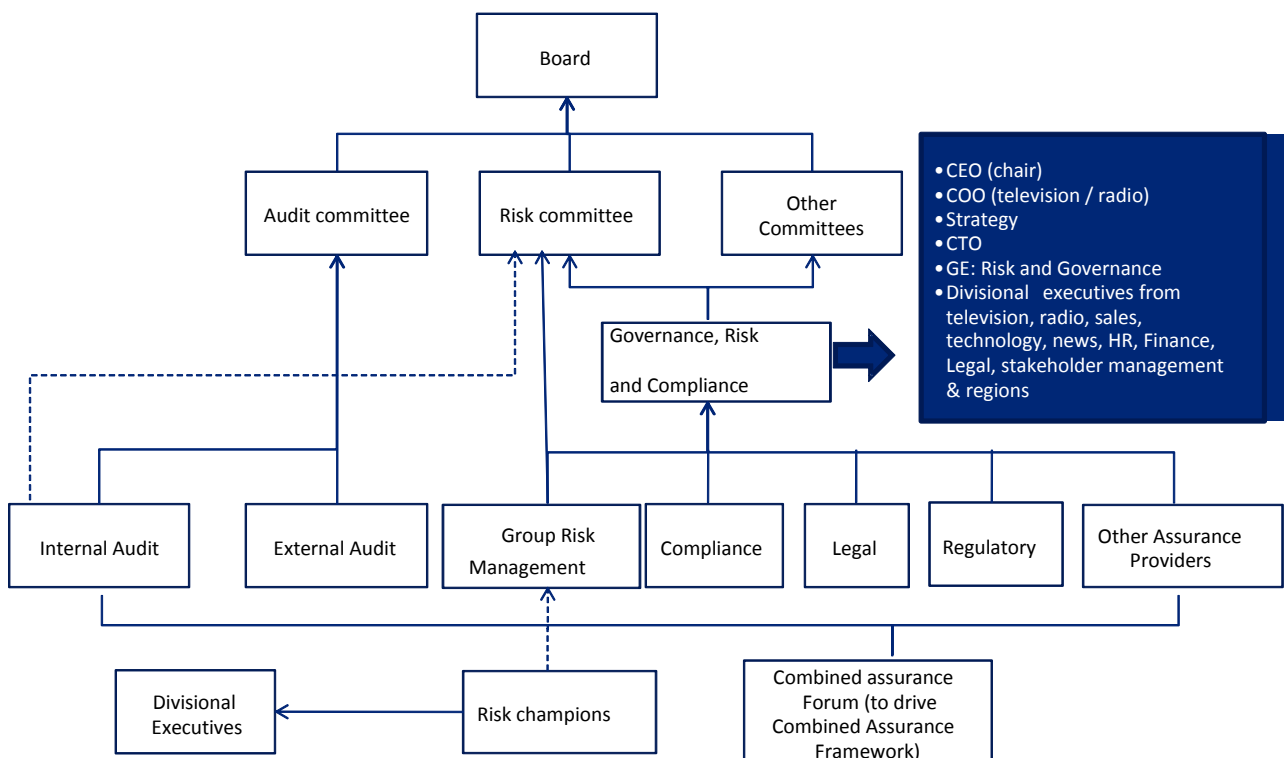 Board
Audit committee
Risk committee
Other
Committees
• CEO (chair)
• COO (television / radio)
• Strategy
• CTO
• GE: Risk and Governance
• Divisional executives from
television, radio, sales,
technology, news, HR, Finance,
Legal, stakeholder management
& regions
Governance, Risk
and Compliance
Internal Audit
External Audit
Group Risk
Management
Compliance
Legal
Regulatory
Other Assurance
Providers
Divisional
Executives
Risk champions
Combined assurance
Forum (to drive
Combined Assurance
Framework)